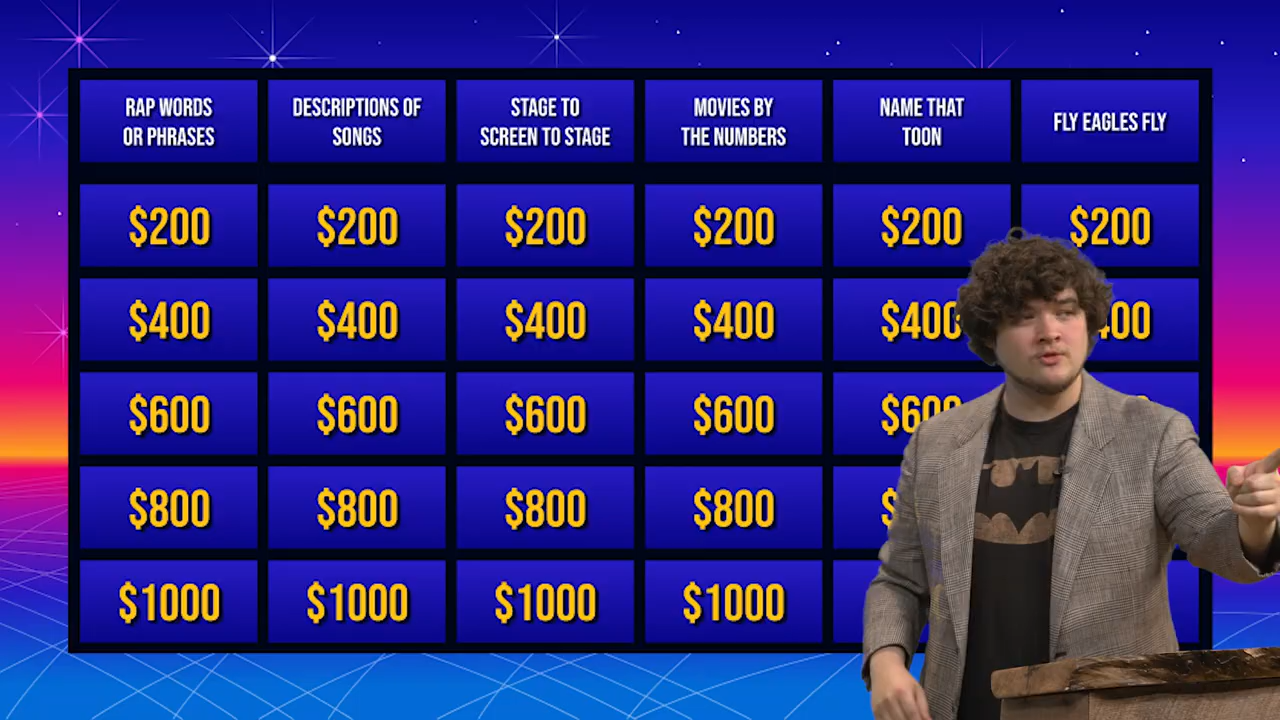 RAP WORDS
OR PHRASES
DESCRIPTIONS OF
SONGS
STAGE TO
SCREEN TO STAGE
MOVIES BY
THE NUMBERS
NAME THAT
TOON
FLY EAGLES FLY
$200 $200 $200 $200 $200 $200
$400 $400 $400 $400 $400
$600 $600 $600 $600
$800 $800 $800 $800
$1000 $1000 $1000 $1000